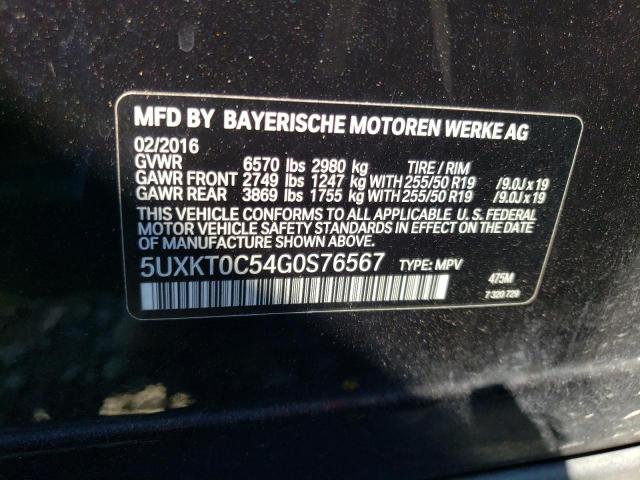 MFD BY BAYERISCHE MOTOREN WERKE AG
02/2016
GVWR 6570 lbs 2980 kg TIRE / RIM
GAWR FRONT 2749 lbs 1247 kg WITH 255/50 R19 /9.0J x 19
GAWR REAR 3869 lbs 1755 kg WITH 255/50 R19 /9.0J x 19
THIS VEHICLE CONFORMS TO ALL APPLICABLE U. S. FEDERAL
MOTOR VEHICLE SAFETY STANDARDS IN EFFECT ON THE
DATE OF MANUFACTURE SHOWN ABOVE.
5UXKT0C54G0S76567 TYPE: MPV 475M
7 320 729